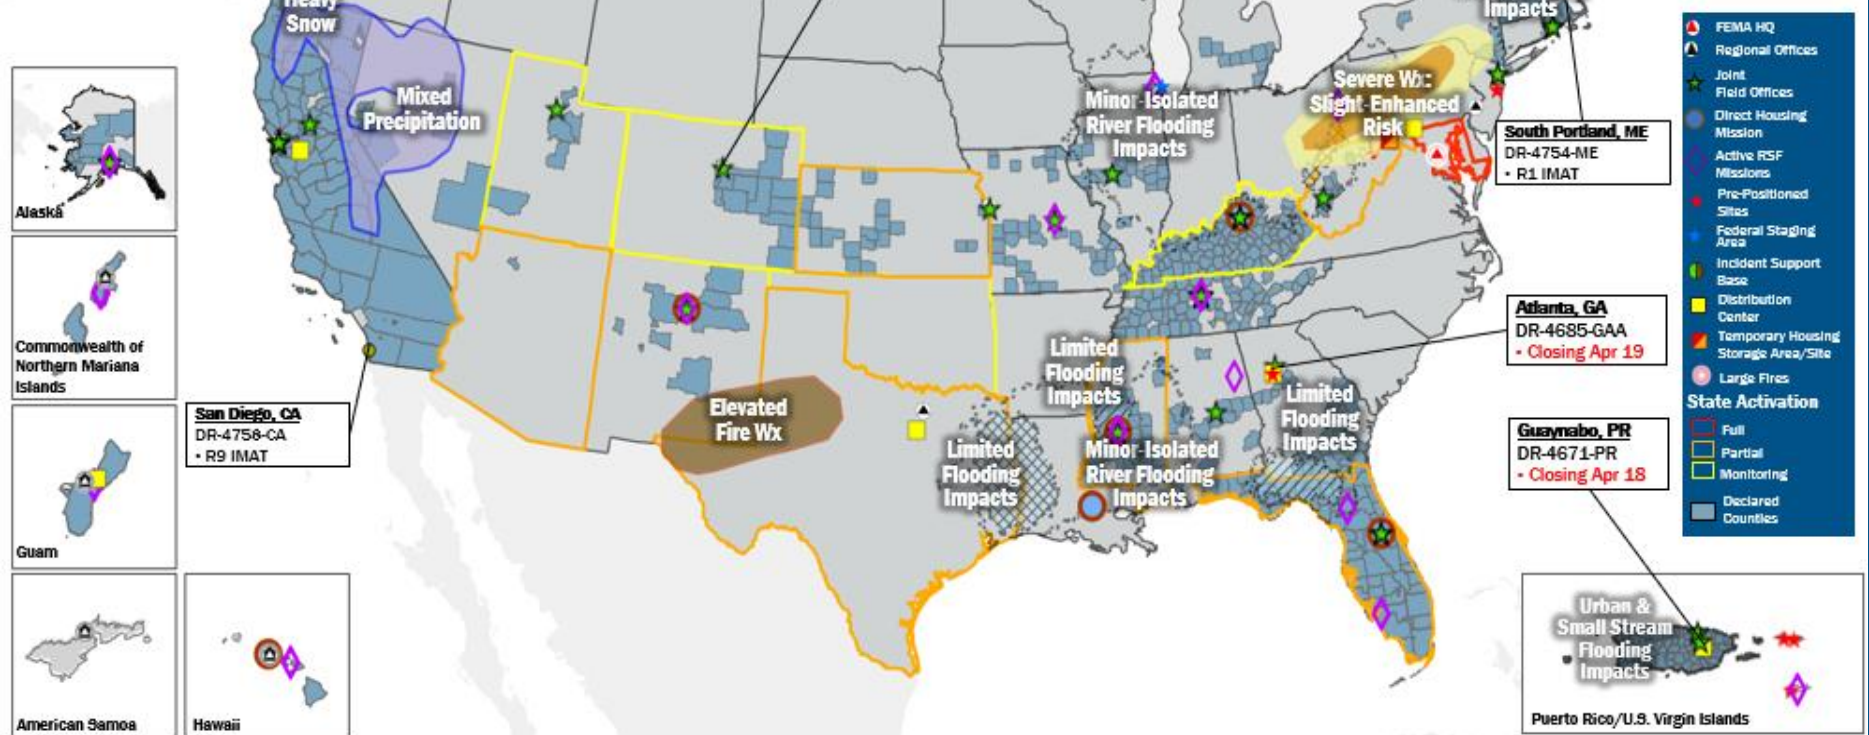 Heavy
Snow
Impacts
Mixed
Precipitation
Minor-Isolated
River Flooding
Impacts
Severe Wx:
Slight-Enhanced
Risk
South Portland, ME
DR-4754-ME
• R1 IMAT
Alaska
Commonwealth of
Northern Mariana
Islands
Atlanta, GA
DR-4685-GAA
• Closing Apr 19
Limited
Flooding
Impacts
Limited
Flooding
Impacts
Elevated
Fire Wx
San Diego, CA
DR-4758-CA
• R9 IMAT
Limited
Flooding
Impacts
Minor-Isolated
River Flooding
Impacts
Guaynabo, PR
DR-4671-PR
• Closing Apr 18
Guam
American Samoa
Hawaii
Urban &
Small Stream
Flooding
Impacts
Puerto Rico/U.S. Virgin Islands
FEMA HQ
Regional Offices
Joint
Field Offices
Direct Housing
Mission
Active RSF
Missions
Pre-Positioned
Sites
Federal Staging
Area
Incident Support
Base
Distribution
Center
Temporary Housing
Storage Area/Site
Large Fires
State Activation
Full
Partial
Monitoring
Declared
Counties